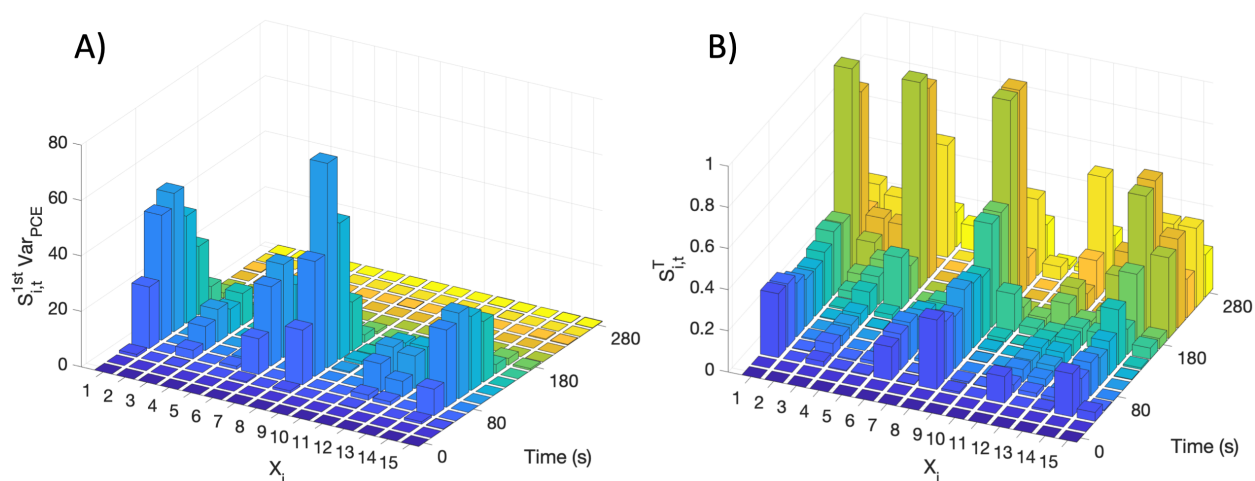 A)
S_{i,t}^{1st} Var_{PCE}
80
60
40
20
0
1 2 3 4 5 6 7 8 9 10 11 12 13 14 15
X_i
0 80 180 280
Time (s)
B)
S_{i,t}^{T}
1
0.8
0.6
0.4
0.2
0
1 2 3 4 5 6 7 8 9 10 11 12 13 14 15
X_i
0 80 180 280
Time (s)